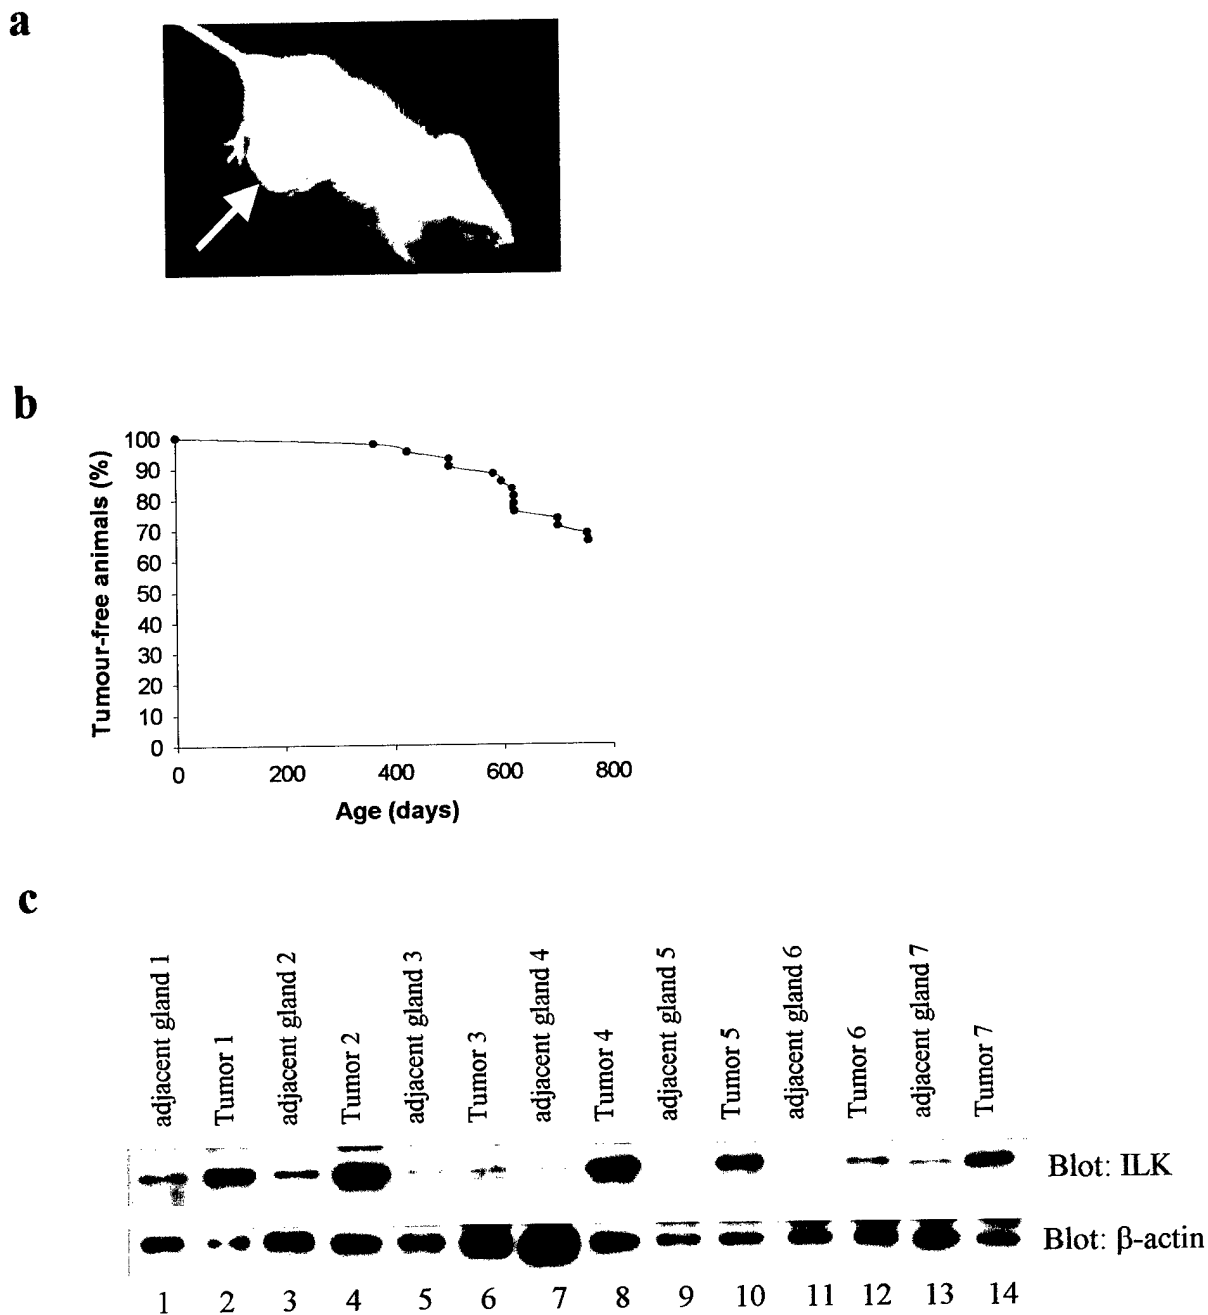 a
b
100
90
80
70
60
50
40
30
20
10
0
Tumour-free animals (%)
0 200 400 600 800
Age (days)
c
adjacent gland 1
Tumor 1
adjacent gland 2
Tumor 2
adjacent gland 3
Tumor 3
adjacent gland 4
Tumor 4
adjacent gland 5
Tumor 5
adjacent gland 6
Tumor 6
adjacent gland 7
Tumor 7
Blot: ILK
Blot: β-actin
1 2 3 4 5 6 7 8 9 10 11 12 13 14